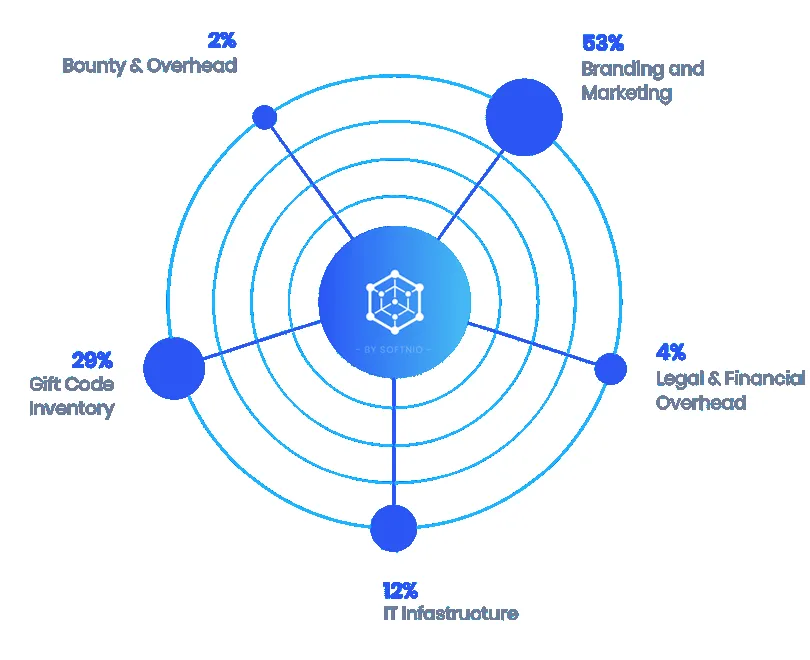 2%
Bounty & Overhead
53%
Branding and
Marketing
- BY SOFTNIO -
29%
Gift Code
Inventory
4%
Legal & Financial
Overhead
12%
IT Infastructure